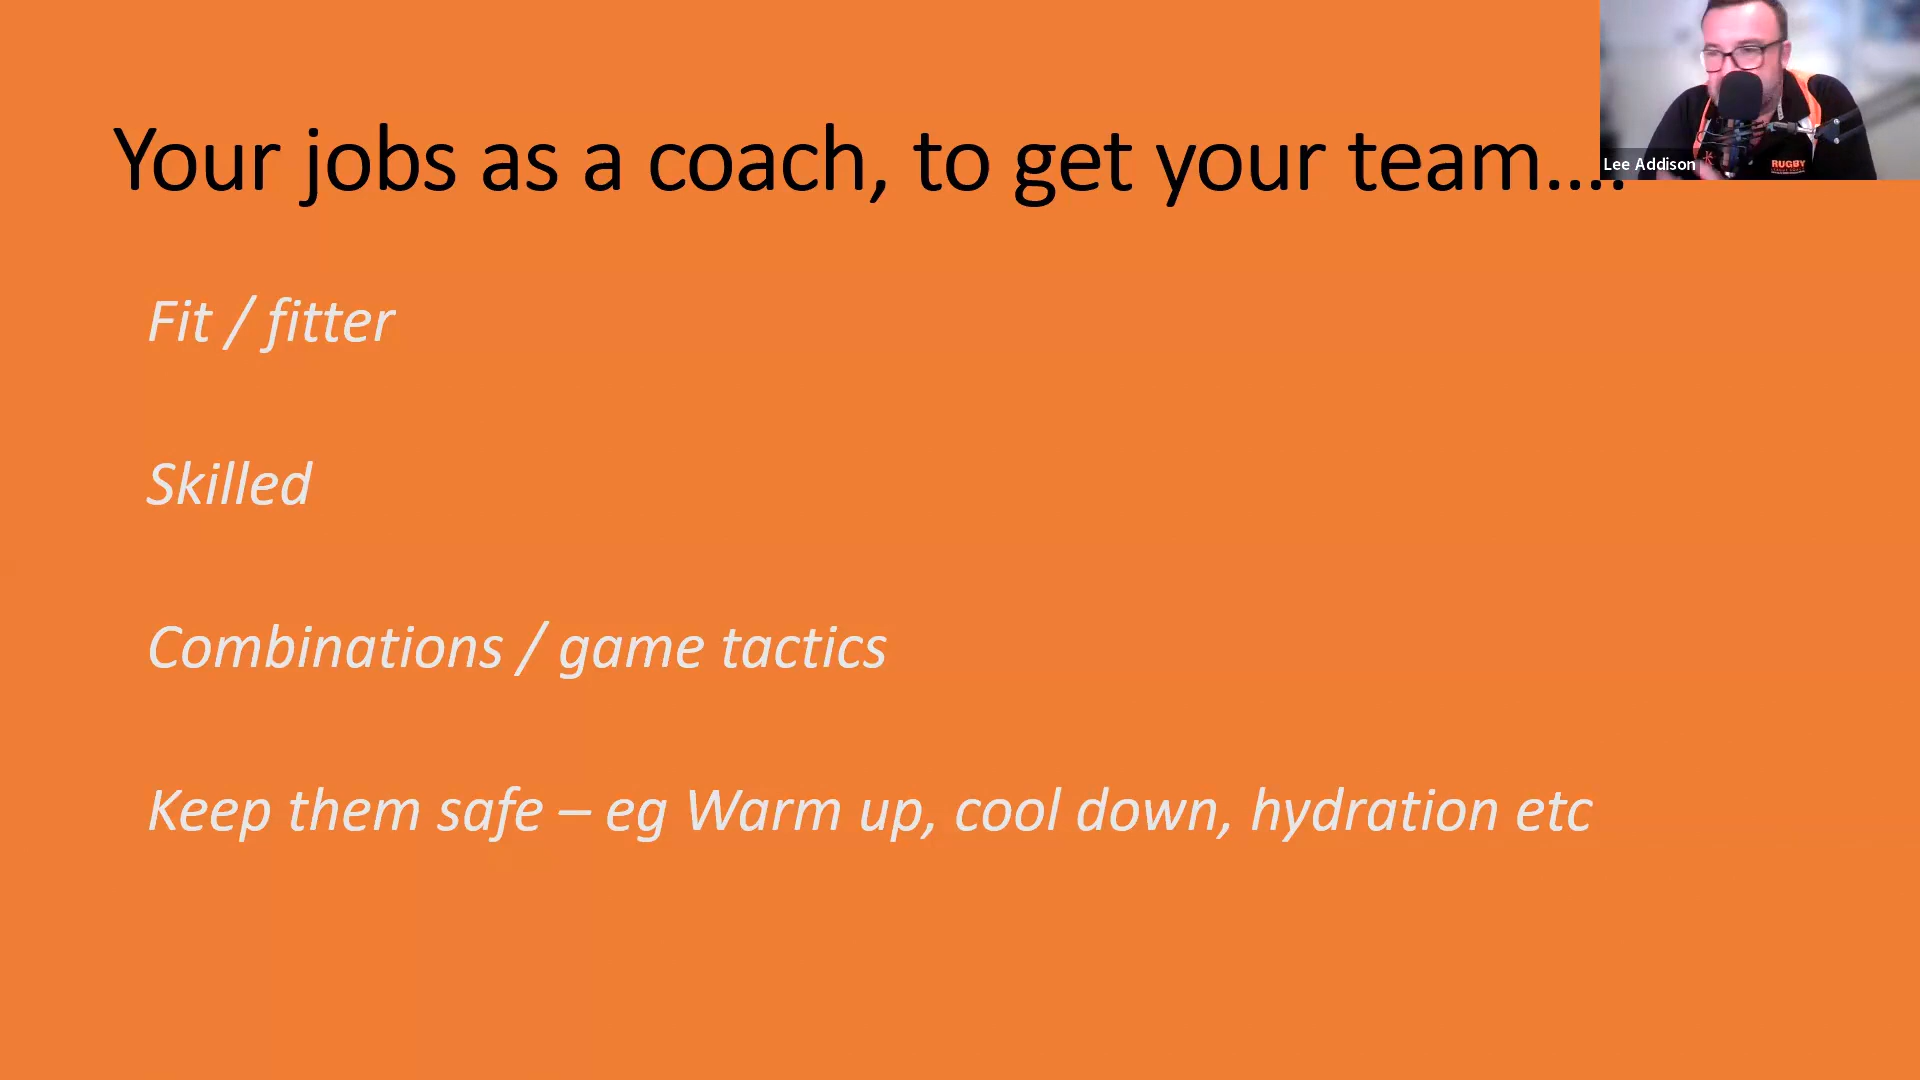 Your jobs as a coach, to get your team....
Lee Addison
RUGBY
Fit / fitter
Skilled
Combinations / game tactics
Keep them safe – eg Warm up, cool down, hydration etc